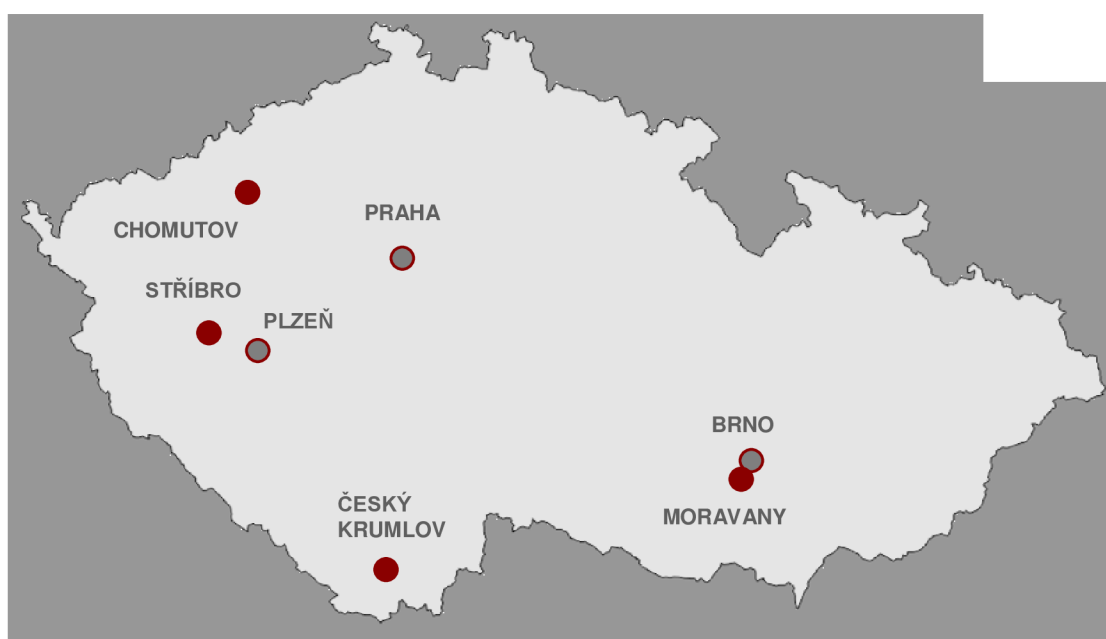 PRAHA
CHOMUTOV
STŘÍBRO
PLZEŇ
BRNO
ČESKÝ
KRUMLOV
MORAVANY